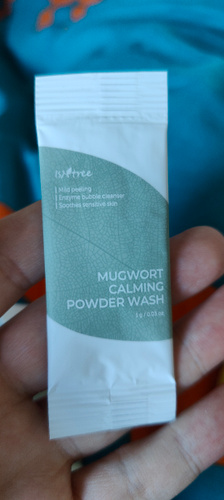 isntree
| Mild peeling
| Enzyme bubble cleanser
| Soothes sensitive skin
MUGWORT
CALMING
POWDER WASH
1 g / 0.03 oz.